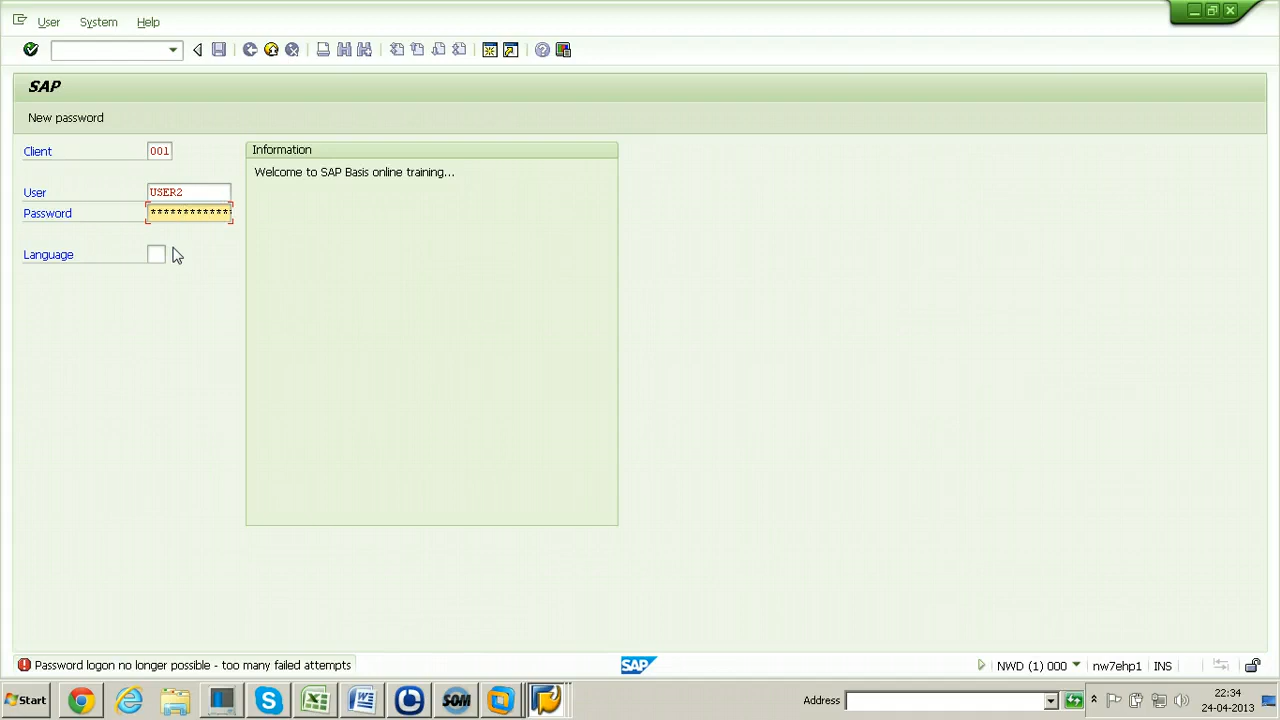 User System Help
SAP
New password
Client 001
Information
Welcome to SAP Basis online training...
User USER2
Password ************
Language
Password logon no longer possible - too many failed attempts
SAP
NWD (1) 000 nw7ehp1 INS
Start
SOM
Address
22:34
24-04-2013